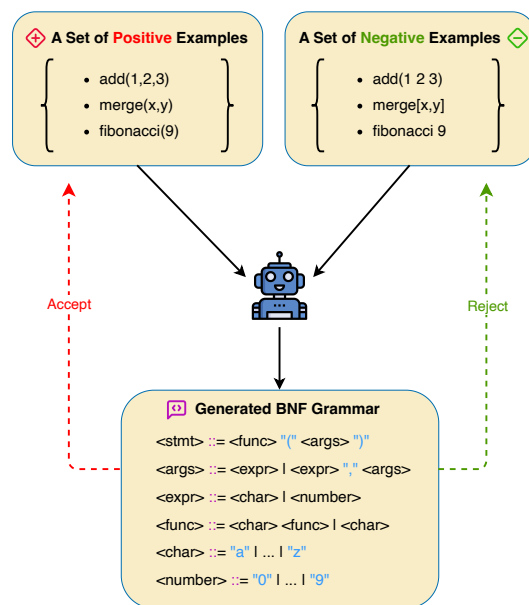 A Set of Positive Examples
• add(1,2,3)
• merge(x,y)
• fibonacci(9)
A Set of Negative Examples
• add(1 2 3)
• merge[x,y]
• fibonacci 9
Accept
Reject
Generated BNF Grammar
<stmt> ::= <func> "(" <args> ")"
<args> ::= <expr> | <expr> "," <args>
<expr> ::= <char> | <number>
<func> ::= <char> <func> | <char>
<char> ::= "a" | ... | "z"
<number> ::= "0" | ... | "9"